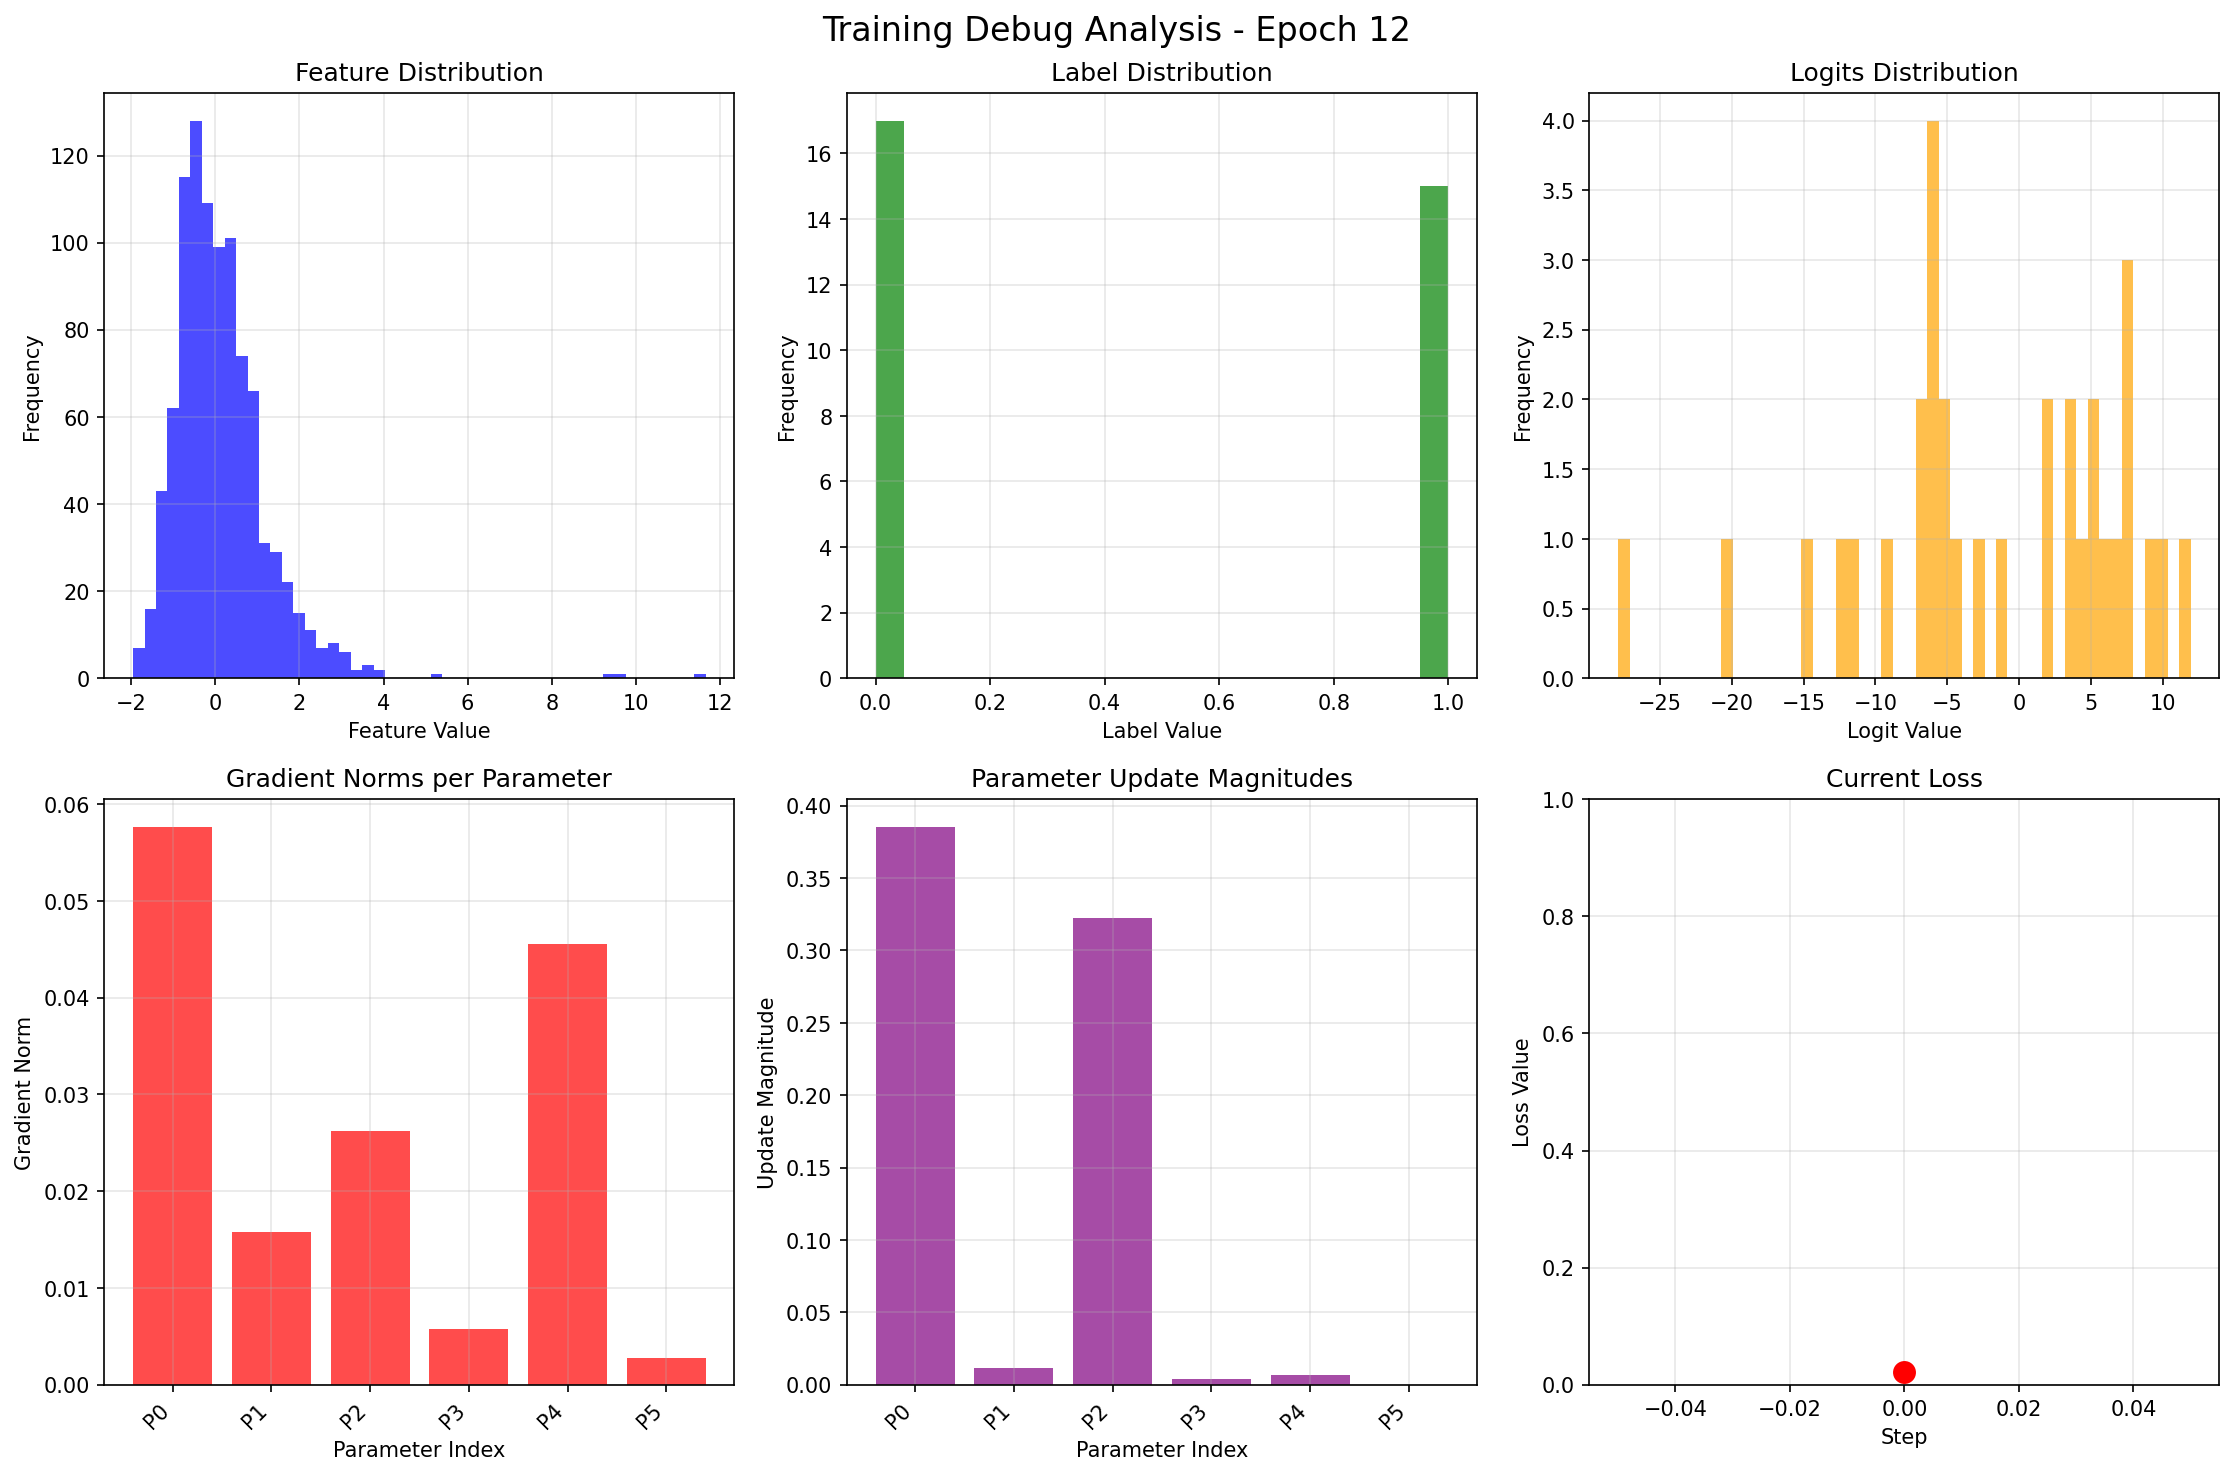 Training Debug Analysis - Epoch 12
Feature Distribution
Frequency
0
20
40
60
80
100
120
−2
0
2
4
6
8
10
12
Feature Value
Label Distribution
Frequency
0
2
4
6
8
10
12
14
16
0.0
0.2
0.4
0.6
0.8
1.0
Label Value
Logits Distribution
Frequency
0.0
0.5
1.0
1.5
2.0
2.5
3.0
3.5
4.0
−25
−20
−15
−10
−5
0
5
10
Logit Value
Gradient Norms per Parameter
Gradient Norm
0.00
0.01
0.02
0.03
0.04
0.05
0.06
P0
P1
P2
P3
P4
P5
Parameter Index
Parameter Update Magnitudes
Update Magnitude
0.00
0.05
0.10
0.15
0.20
0.25
0.30
0.35
0.40
P0
P1
P2
P3
P4
P5
Parameter Index
Current Loss
Loss Value
0.0
0.2
0.4
0.6
0.8
1.0
−0.04
−0.02
0.00
0.02
0.04
Step